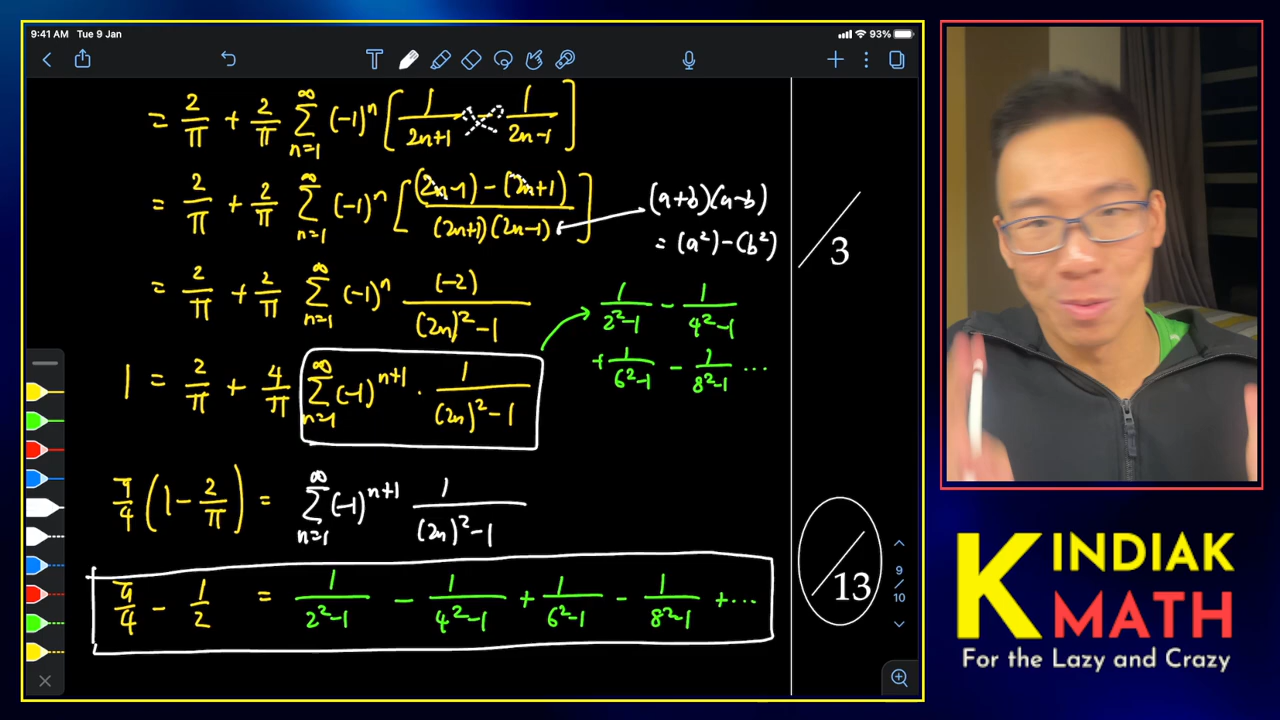 9:41 AM Tue 9 Jan 93%
= 2/π + 2/π ∑_{n=1}^{∞} (-1)^n [ 1/(2n+1) - 1/(2n-1) ]
= 2/π + 2/π ∑_{n=1}^{∞} (-1)^n [ ((2n-1) - (2n+1)) / ((2n+1)(2n-1)) ]
(a+b)(a-b)
= (a²) - (b²)
= 2/π + 2/π ∑_{n=1}^{∞} (-1)^n (-2)/((2n)²-1)
1/(2²-1) - 1/(4²-1)
+ 1/(6²-1) - 1/(8²-1) ...
1 = 2/π + 4/π ∑_{n=1}^{∞} (-1)^{n+1} · 1/((2n)²-1)
π/4 (1 - 2/π) = ∑_{n=1}^{∞} (-1)^{n+1} 1/((2n)²-1)
π/4 - 1/2 = 1/(2²-1) - 1/(4²-1) + 1/(6²-1) - 1/(8²-1) + ...
/3
/13
9
/
10
KINDIAK
MATH
For the Lazy and Crazy